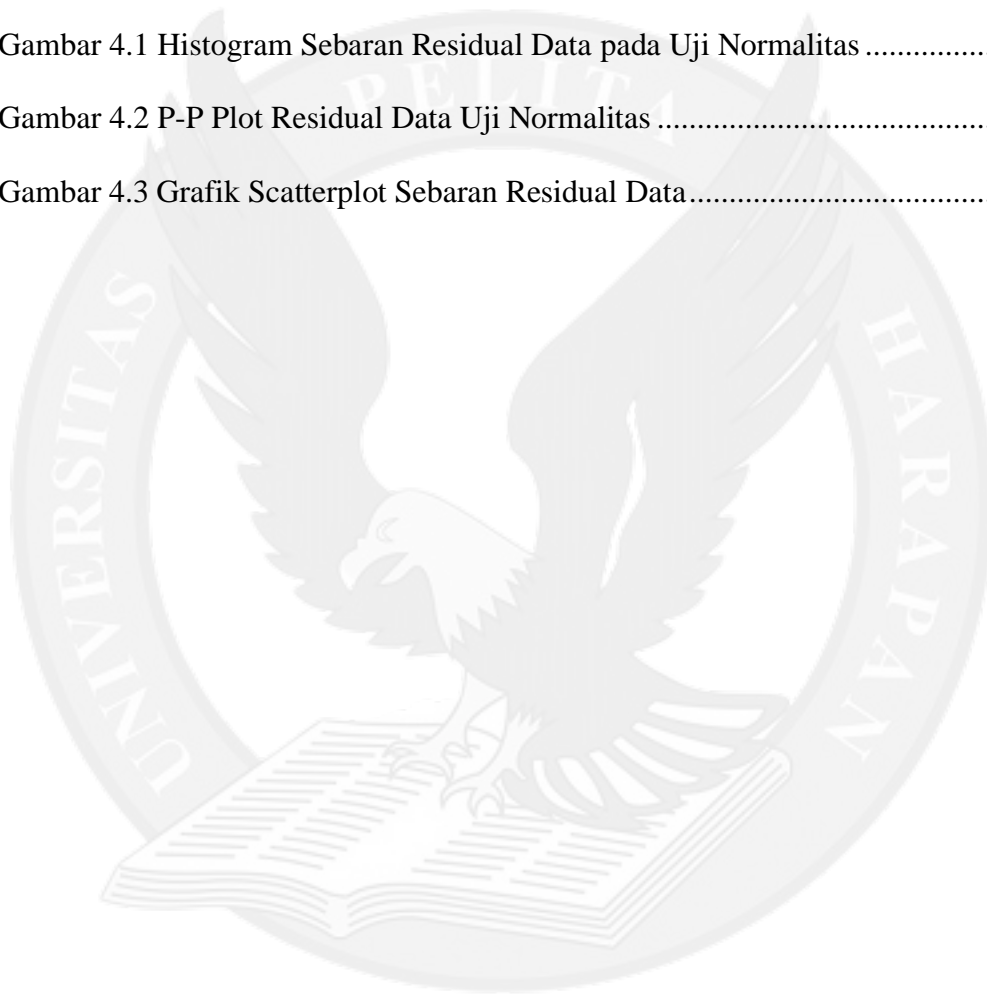 Gambar 4.1 Histogram Sebaran Residual Data pada Uji Normalitas ...............
PELITA
Gambar 4.2 P-P Plot Residual Data Uji Normalitas .........................................
Gambar 4.3 Grafik Scatterplot Sebaran Residual Data.....................................
UNIVERSITAS
HARAPAN